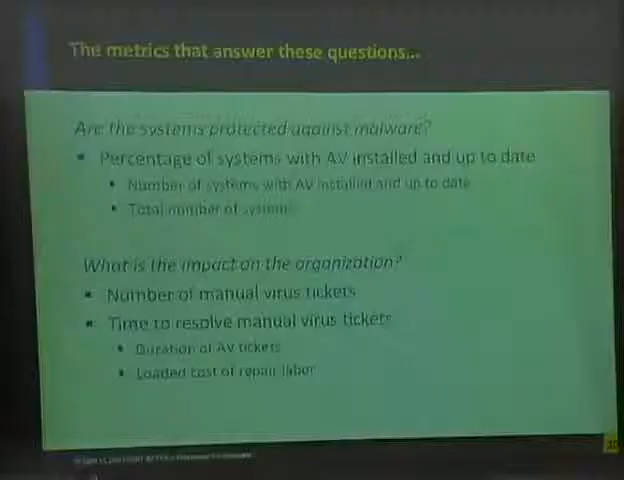 The metrics that answer these questions...
Are the systems protected against malware?
▪ Percentage of systems with AV installed and up to date
▪ Number of systems with AV installed and up to date
▪ Total number of systems
What is the impact on the organization?
▪ Number of manual virus tickets
▪ Time to resolve manual virus tickets
▪ Duration of AV tickets
▪ Loaded cost of repair labor